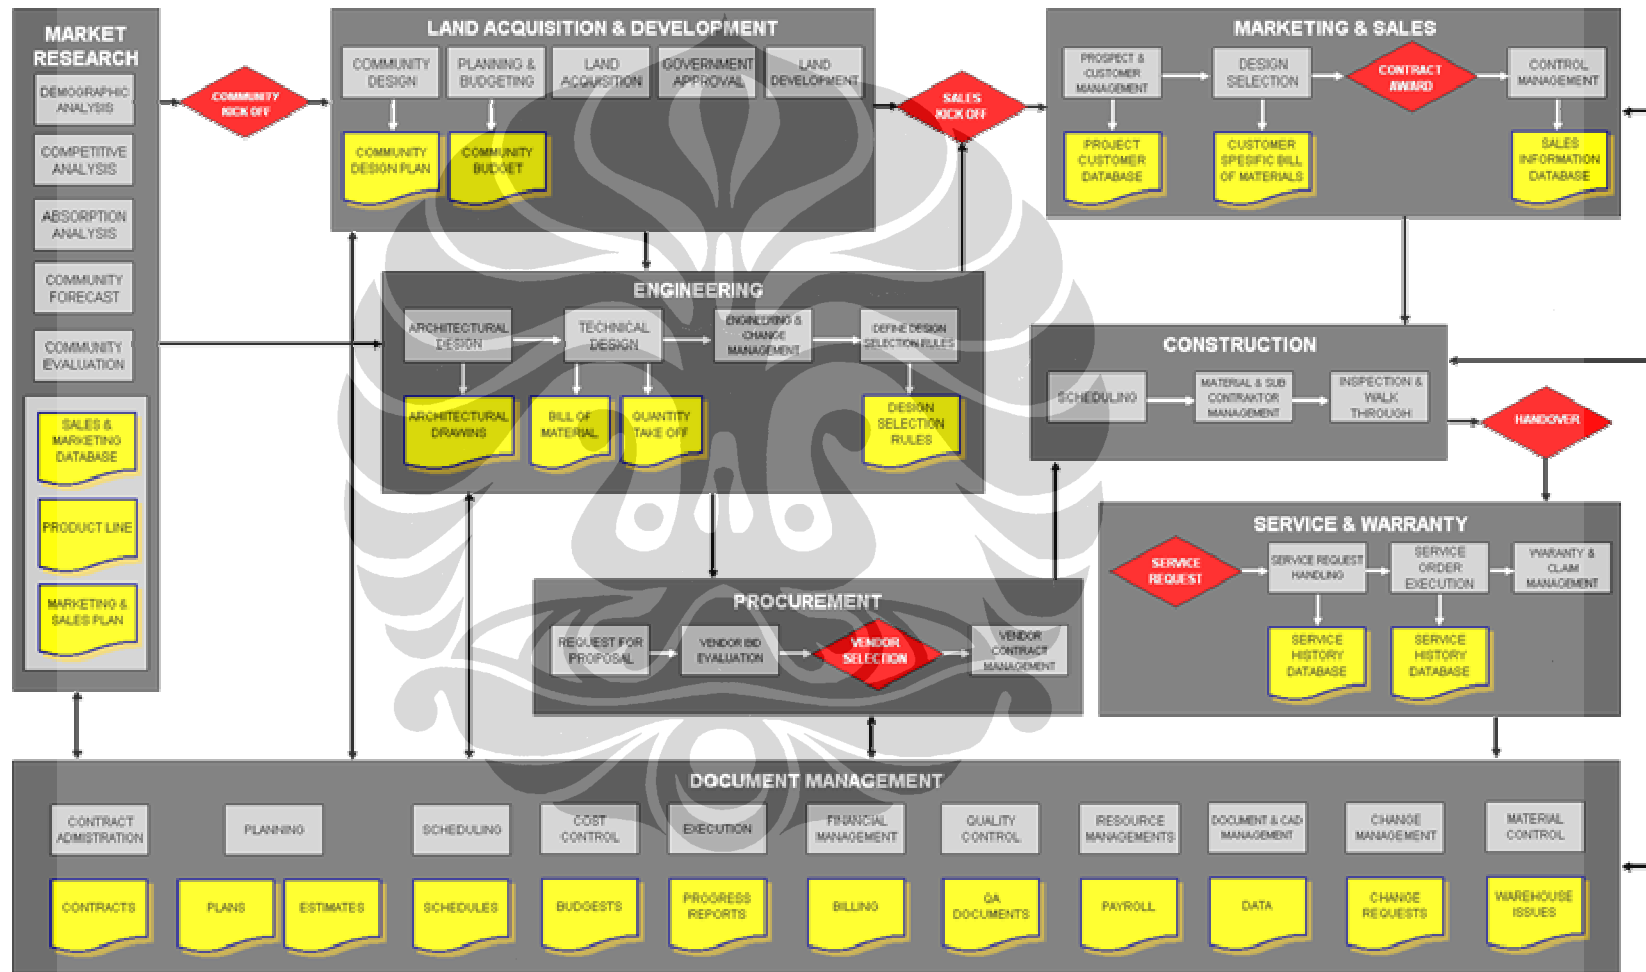 MARKET
RESEARCH
DEMOGRAPHIC
ANALYSIS
COMPETITIVE
ANALYSIS
ABSORPTION
ANALYSIS
COMMUNITY
FORECAST
COMMUNITY
EVALUATION
SALES &
MARKETING
DATABASE
PRODUCT LINE
MARKETING &
SALES PLAN
COMMUNITY
KICK OFF
LAND ACQUISITION & DEVELOPMENT
COMMUNITY
DESIGN
PLANNING &
BUDGETING
LAND
ACQUISITION
GOVERNMENT
APPROVAL
LAND
DEVELOPMENT
COMMUNITY
DESIGN PLAN
COMMUNITY
BUDGET
SALES
KICK OFF
MARKETING & SALES
PROSPECT &
CUSTOMER
MANAGEMENT
DESIGN
SELECTION
CONTRACT
AWARD
CONTROL
MANAGEMENT
PROJECT
CUSTOMER
DATABASE
CUSTOMER
SPESIFIC BILL
OF MATERIALS
SALES
INFORMATION
DATABASE
ENGINEERING
ARCHITECTURAL
DESIGN
TECHNICAL
DESIGN
ENGINEERING &
CHANGE
MANAGEMENT
DEFINE DESIGN
SELECTION RULES
ARCHITECTURAL
DRAWINS
BILL OF
MATERIAL
QUANTITY
TAKE OFF
DESIGN
SELECTION
RULES
CONSTRUCTION
SCHEDULING
MATERIAL & SUB
CONTRAKTOR
MANAGEMENT
INSPECTION &
WALK
THROUGH
HANDOVER
PROCUREMENT
REQUEST FOR
PROPOSAL
VENDOR BID
EVALUATION
VENDOR
SELECTION
VENDOR
CONTRACT
MANAGEMENT
SERVICE & WARRANTY
SERVICE
REQUEST
SERVICE REQUEST
HANDLING
SERVICE
ORDER
EXECUTION
WARANTY &
CLAIM
MANAGEMENT
SERVICE
HISTORY
DATABASE
SERVICE
HISTORY
DATABASE
DOCUMENT MANAGEMENT
CONTRACT
ADMISTRATION
PLANNING
SCHEDULING
COST
CONTROL
EXECUTION
FINANCIAL
MANAGEMENT
QUALITY
CONTROL
RESOURCE
MANAGEMENTS
DOCUMENT & CAD
MANAGEMENT
CHANGE
MANAGEMENT
MATERIAL
CONTROL
CONTRACTS
PLANS
ESTIMATES
SCHEDULES
BUDGESTS
PROGRESS
REPORTS
BILLING
QA
DOCUMENTS
PAYROLL
DATA
CHANGE
REQUESTS
WAREHOUSE
ISSUES